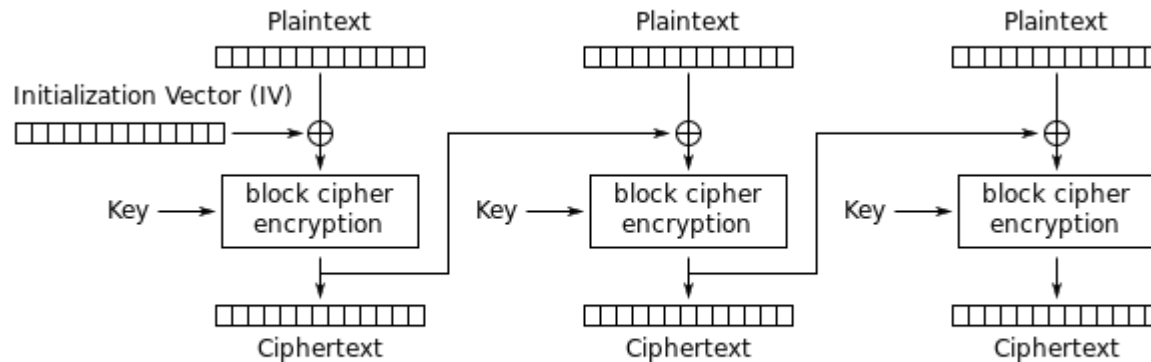 Plaintext
Plaintext
Plaintext
Initialization Vector (IV)
Key
block cipher
encryption
Key
block cipher
encryption
Key
block cipher
encryption
Ciphertext
Ciphertext
Ciphertext